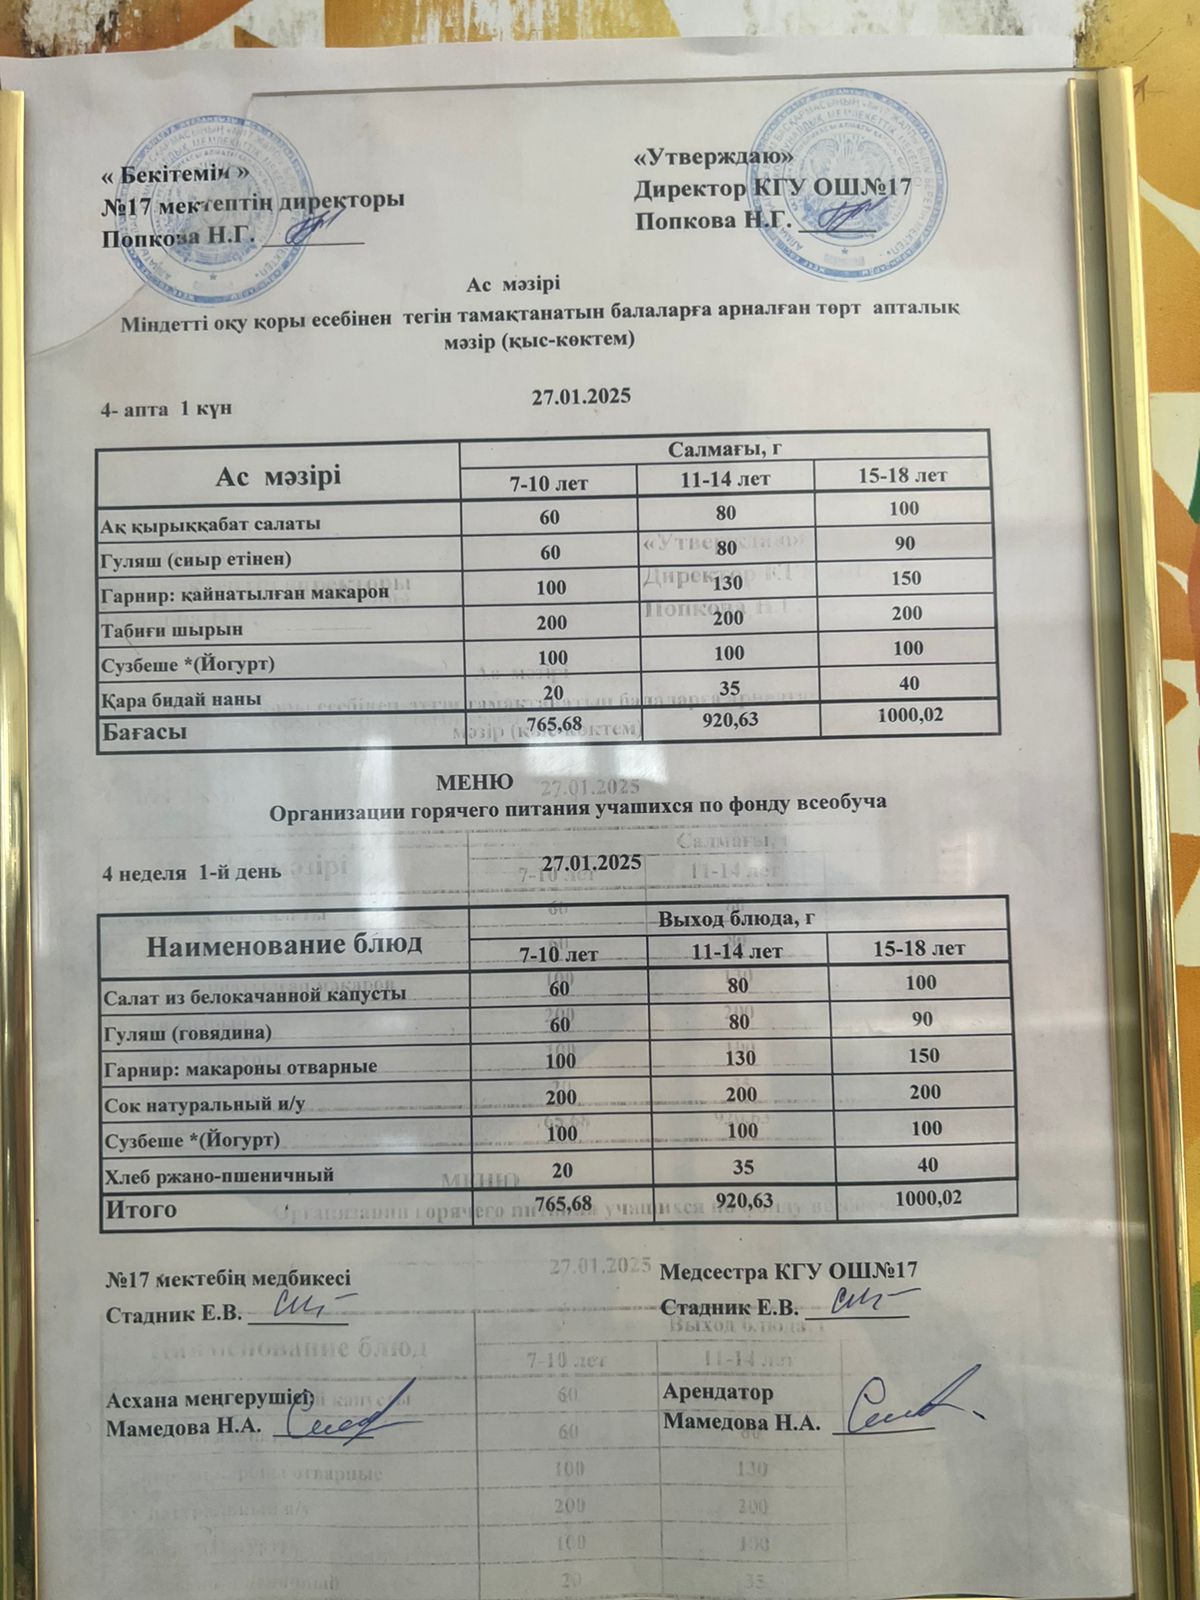 « Бекітемін »
№17 мектептің директоры
Попкова Н.Г.
«Утверждаю»
Директор КГУ ОШ№17
Попкова Н.Г.
Ас мәзірі
Міндетті оқу қоры есебінен тегін тамақтанатын балаларға арналған төрт апталық
мәзір (қыс-көктем)
4- апта 1 күн 27.01.2025
Ас мәзірі Салмағы, г
7-10 лет 11-14 лет 15-18 лет
Ақ қырыққабат салаты 60 80 100
Гуляш (сиыр етінен) 60 80 90
Гарнир: қайнатылған макарон 100 130 150
Табиғи шырын 200 200 200
Сузбеше *(Йогурт) 100 100 100
Қара бидай наны 20 35 40
Бағасы 765,68 920,63 1000,02
МЕНЮ
Организации горячего питания учашихся по фонду всеобуча
4 неделя 1-й день 27.01.2025
Наименование блюд Выход блюда, г
7-10 лет 11-14 лет 15-18 лет
Салат из белокачанной капусты 60 80 100
Гуляш (говядина) 60 80 90
Гарнир: макароны отварные 100 130 150
Сок натуральный и/у 200 200 200
Сузбеше *(Йогурт) 100 100 100
Хлеб ржано-пшеничный 20 35 40
Итого 765,68 920,63 1000,02
№17 мектебің медбикесі
Стадник Е.В.
Медсестра КГУ ОШ№17
Стадник Е.В.
Асхана меңгерушісі:
Мамедова Н.А.
Арендатор
Мамедова Н.А.